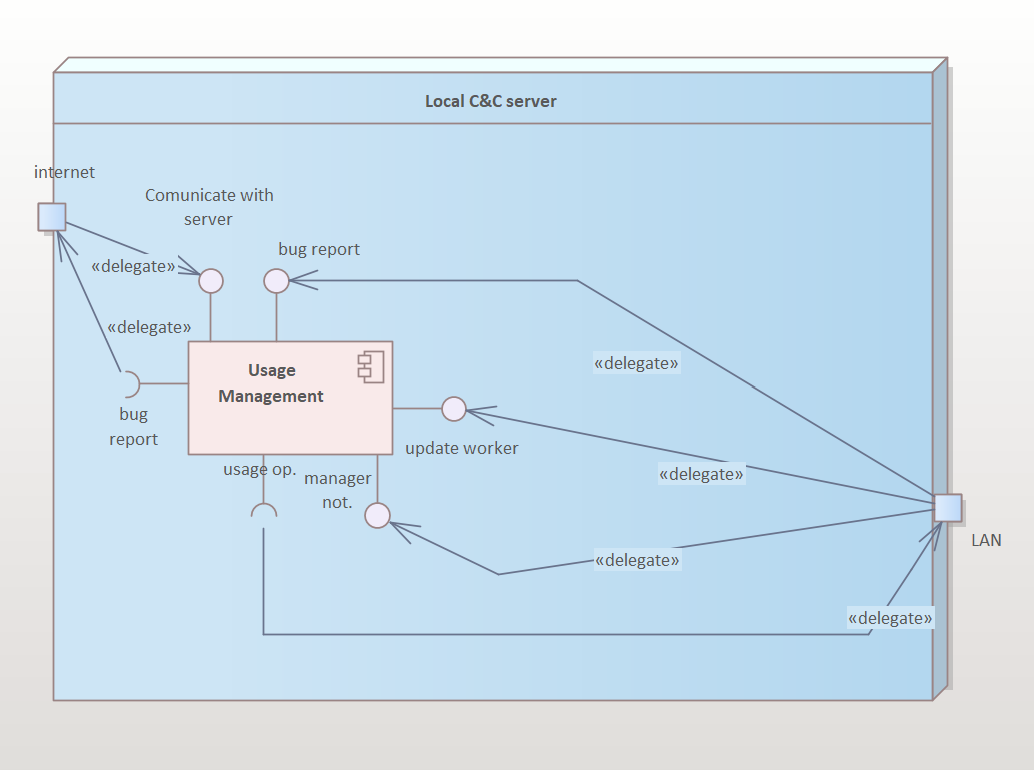 Local C&C server
internet
Comunicate with
server
bug report
«delegate»
«delegate»
«delegate»
Usage
Management
bug
report
update worker
usage op.
manager
not.
«delegate»
«delegate»
LAN
«delegate»